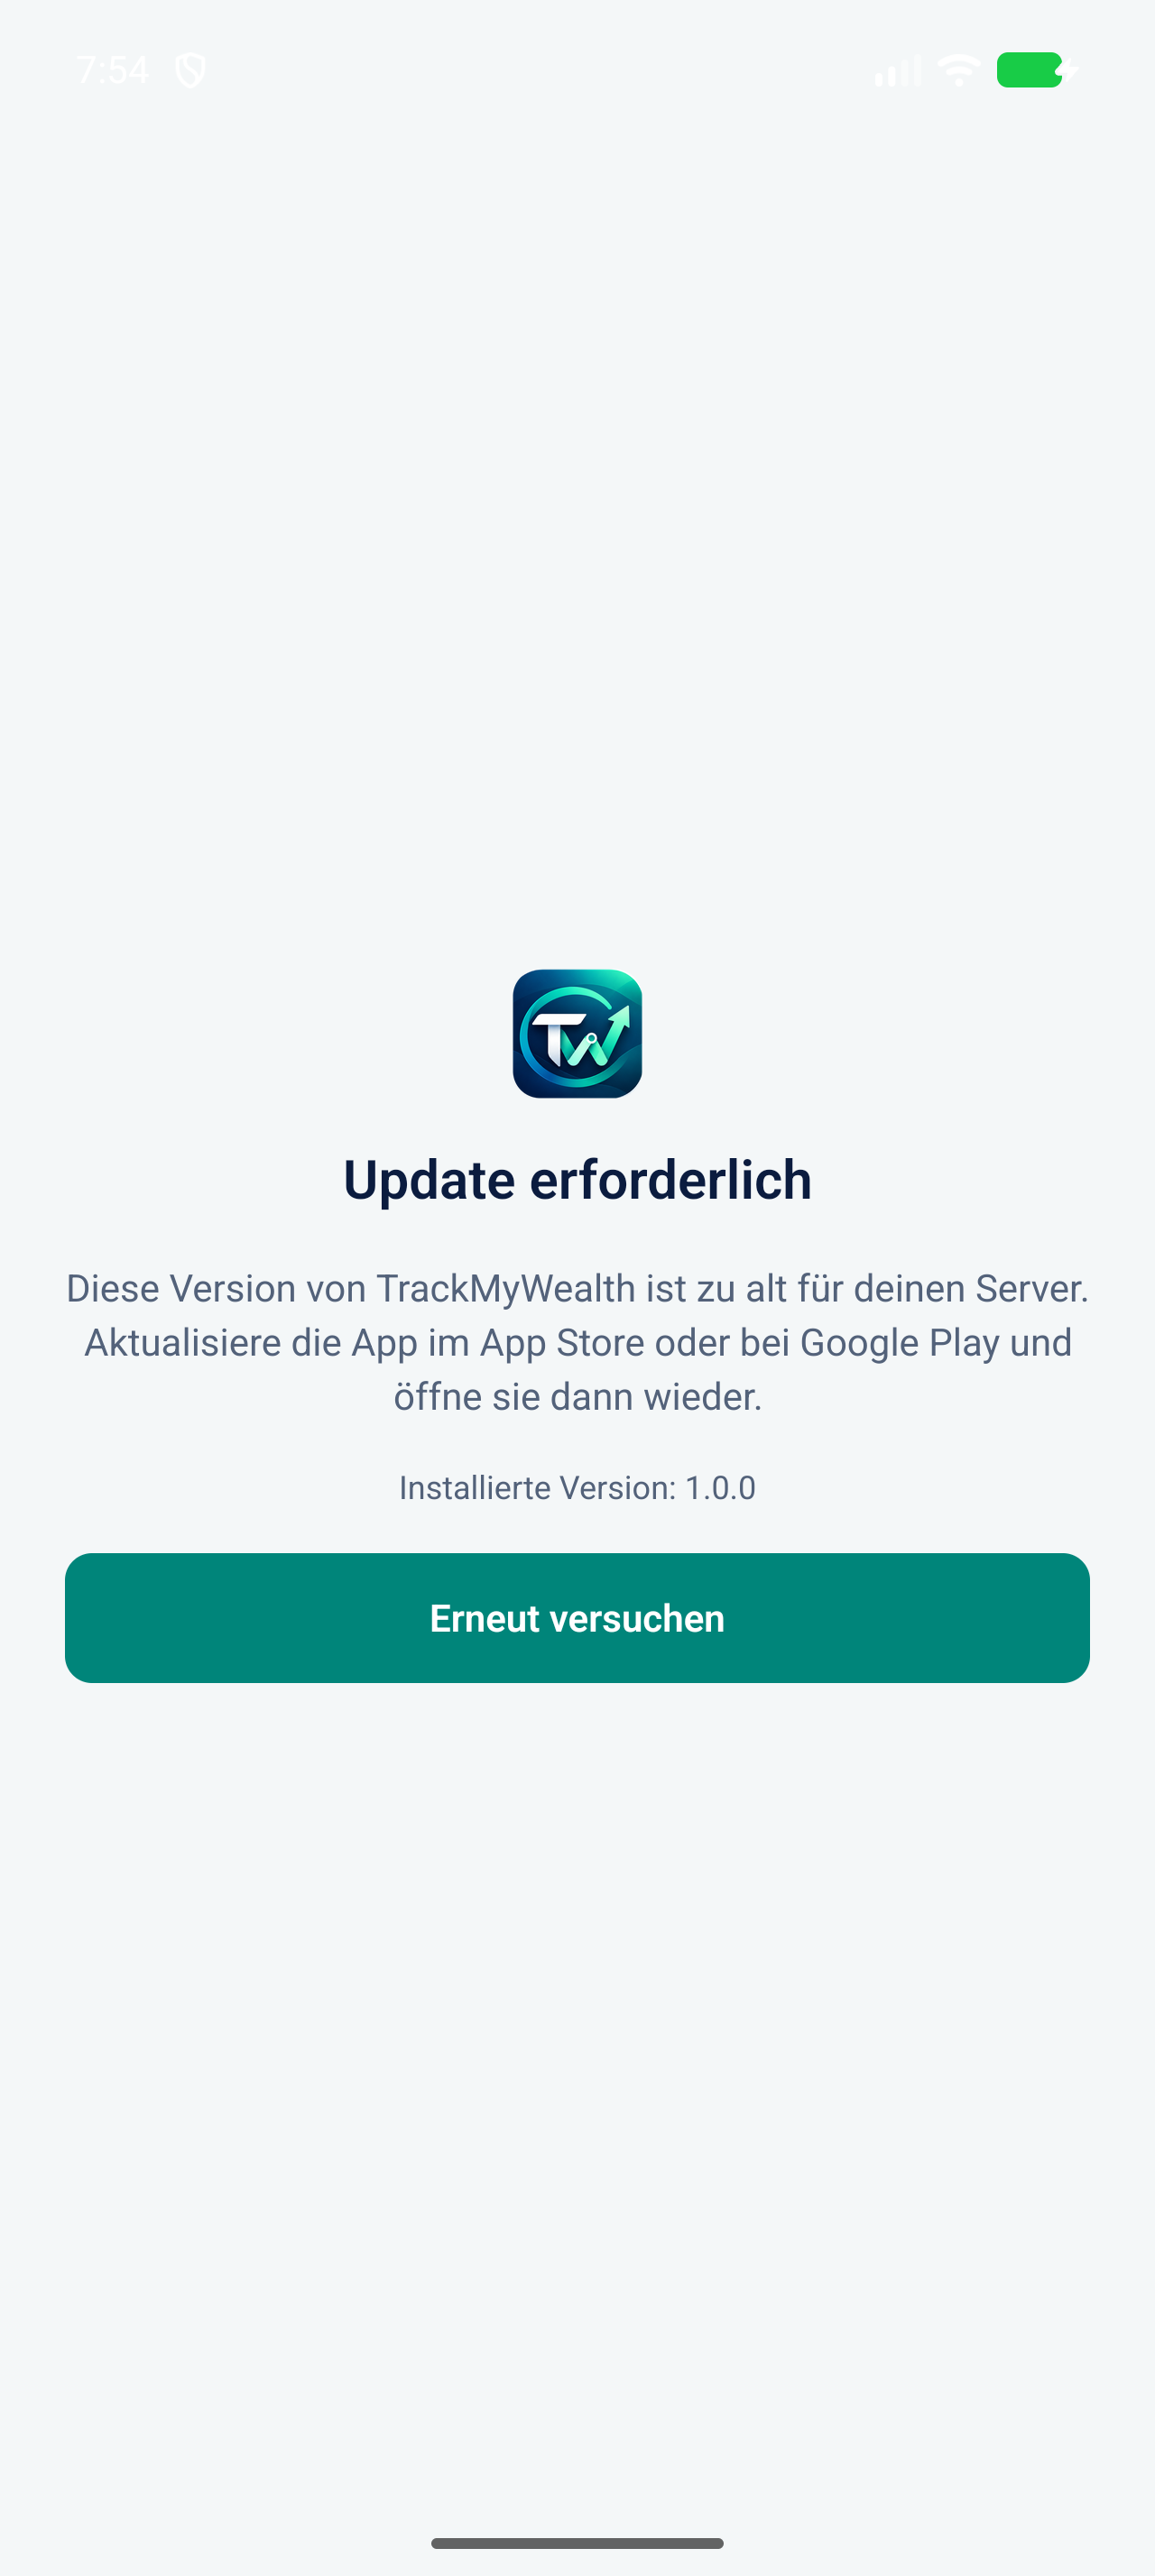 7:54
TW
Update erforderlich
Diese Version von TrackMyWealth ist zu alt für deinen Server.
Aktualisiere die App im App Store oder bei Google Play und
öffne sie dann wieder.
Installierte Version: 1.0.0
Erneut versuchen